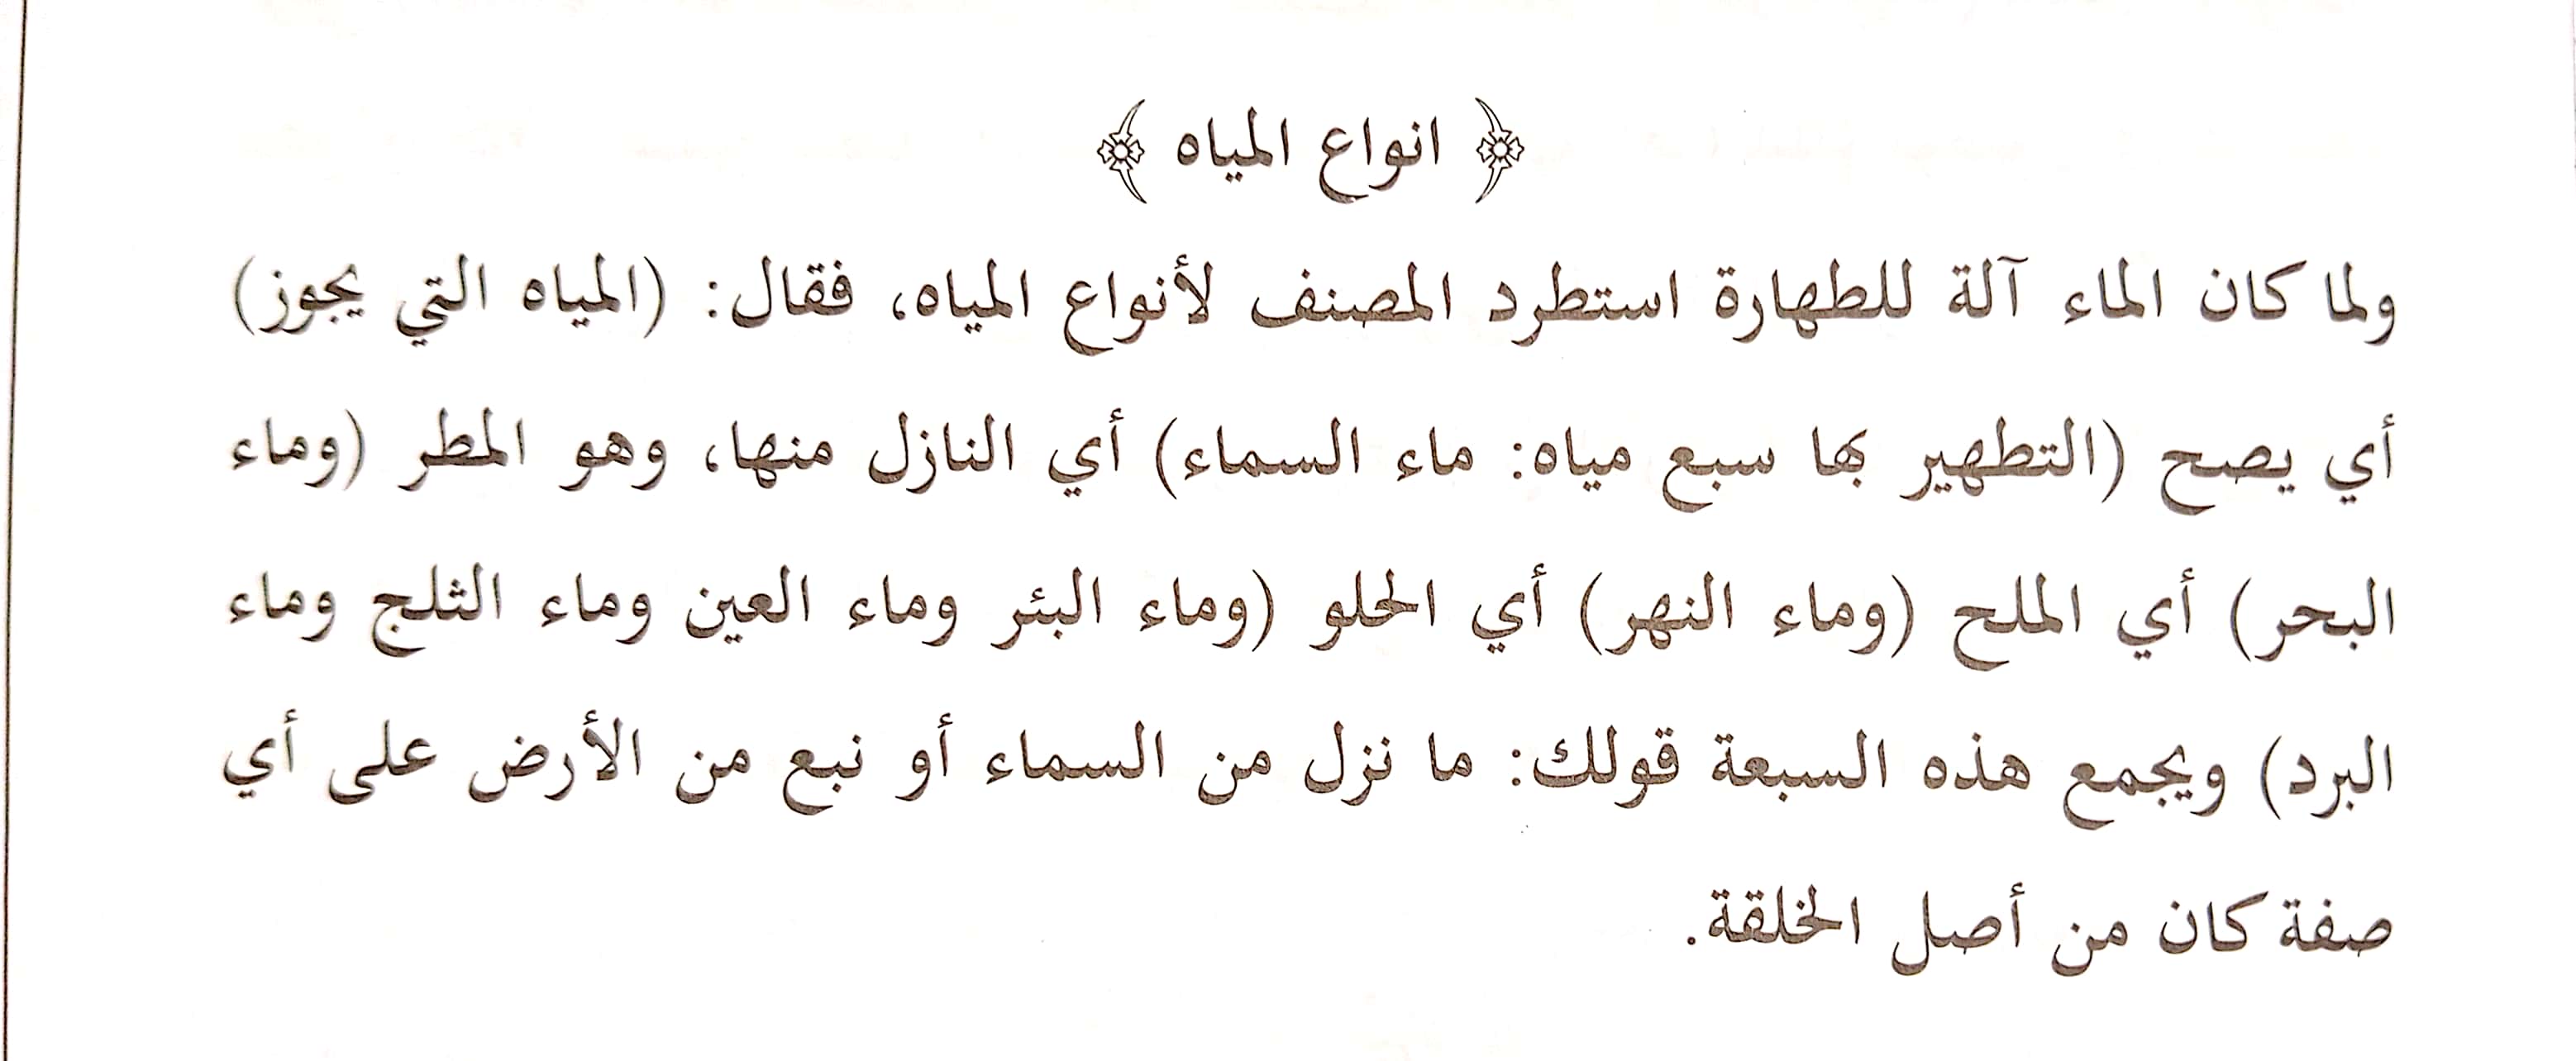 ﴿ انواع المياه ﴾
ولما كان الماء آلة للطهارة استطرد المصنف لأنواع المياه، فقال: (المياه التي يجوز)
أي يصح (التطهير بها سبع مياه: ماء السماء) أي النازل منها، وهو المطر (وماء
البحر) أي الملح (وماء النهر) أي الحلو (وماء البئر وماء العين وماء الثلج وماء
البرد) ويجمع هذه السبعة قولك: ما نزل من السماء أو نبع من الأرض على أي
صفة كان من أصل الخلقة.